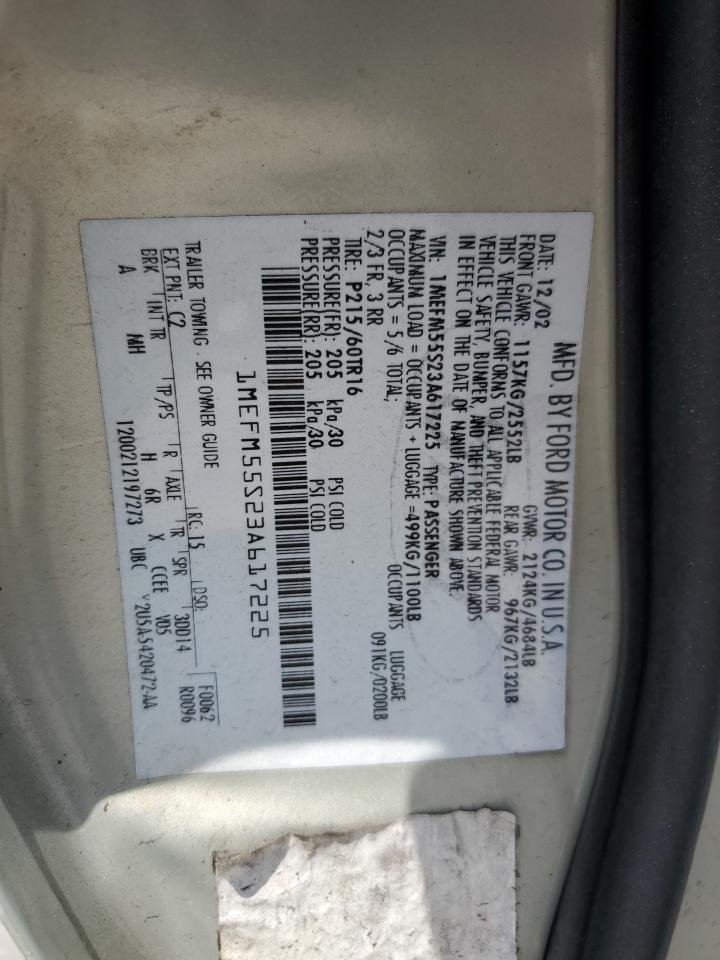 MFD. BY FORD MOTOR CO. IN U.S.A.
DATE: 12/02 GVWR: 2124KG/4684LB
FRONT GAWR: 1157KG/2552LB REAR GAWR: 967KG/2132LB
THIS VEHICLE CONFORMS TO ALL APPLICABLE FEDERAL MOTOR
VEHICLE SAFETY, BUMPER, AND THEFT PREVENTION STANDARDS
IN EFFECT ON THE DATE OF MANUFACTURE SHOWN ABOVE.
VIN: 1MEFM55S23A617225 TYPE: PASSENGER
MAXIMUM LOAD = OCCUPANTS + LUGGAGE =499KG/1100LB
OCCUPANTS = 5/6 TOTAL; OCCUPANTS LUGGAGE
2/3 FR, 3 RR 091KG/0200LB
TIRE: P215/60TR16
PRESSURE(FR): 205 kPa/30 PSI COLD
PRESSURE(RR): 205 kPa/30 PSI COLD
1MEFM55S23A617225
TRAILER TOWING - SEE OWNER GUIDE
EXT PNT: C2 RC: 15 DSO: F0062
BRK INT TR TP/PS R AXLE TR SPR 3DD14 R0096
A MH H 6R X CCEE VDS
1200212197273 UBC V2U5A-5420472-AA